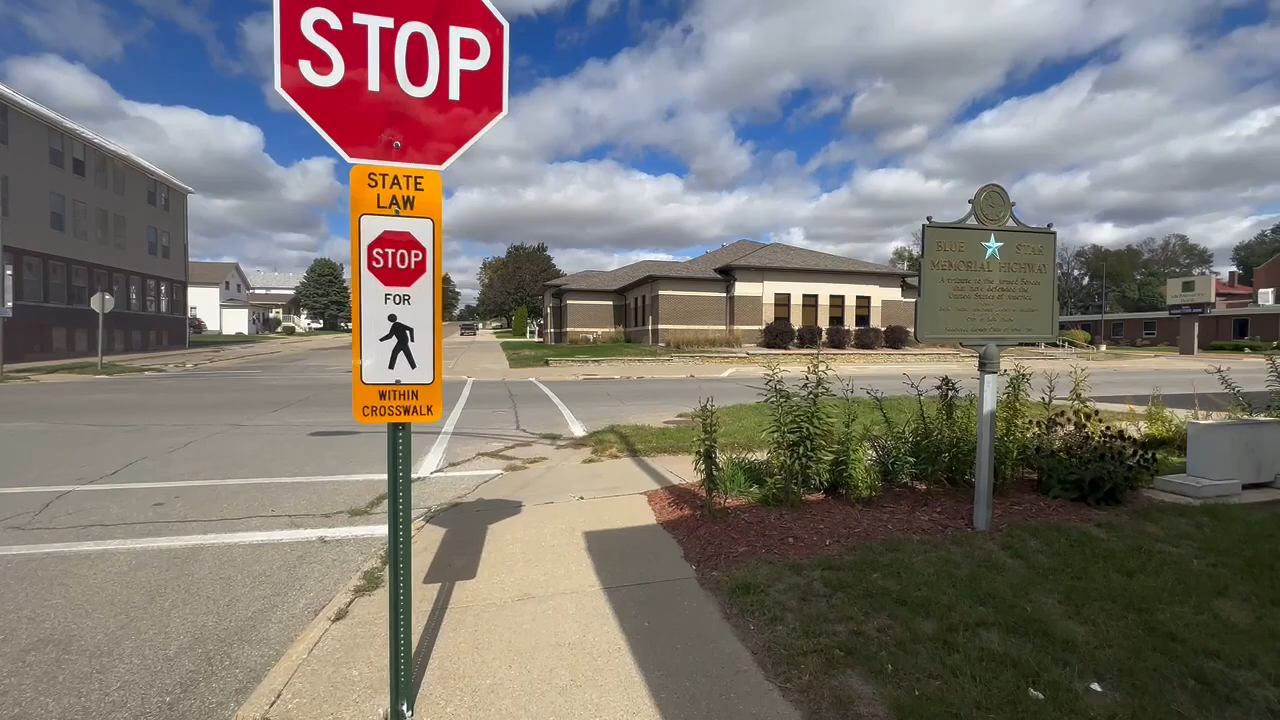 STOP
STATE
LAW
STOP
FOR
WITHIN
CROSSWALK
BLUE STAR
MEMORIAL HIGHWAY
A tribute to the Armed Forces
that have defended the
United States of America